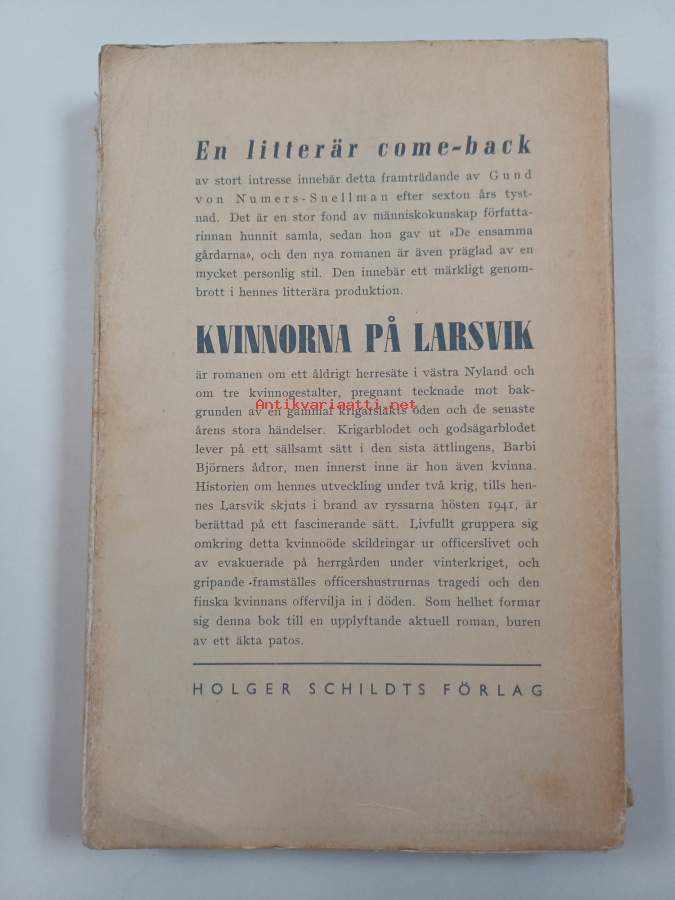 En litterär come-back
av stort intresse innebär detta framträdande av Gund
von Numers-Snellman efter sexton års tyst-
nad. Det är en stor fond av människokunskap författa-
rinnan hunnit samla, sedan hon gav ut »De ensamma
gårdarna», och den nya romanen är även präglad av en
mycket personlig stil. Den innebär ett märkligt genom-
brott i hennes litterära produktion.
KVINNORNA PÅ LARSVIK
är romanen om ett åldrigt herresäte i västra Nyland och
om tre kvinnogestalter, pregnant tecknade mot bak-
Antikvariaatti.net
grunden av en gammal krigarsläkts öden och de senaste
årens stora händelser. Krigarblodet och godsägarblodet
lever på ett sällsamt sätt i den sista ättlingens, Barbi
Björners ådror, men innerst inne är hon även kvinna.
Historien om hennes utveckling under två krig, tills hen-
nes Larsvik skjuts i brand av ryssarna hösten 1941, är
berättad på ett fascinerande sätt. Livfullt gruppera sig
omkring detta kvinnoöde skildringar ur officerslivet och
av evakuerade på herrgården under vinterkriget, och
gripande framställes officershustrurnas tragedi och den
finska kvinnans offervilja in i döden. Som helhet formar
sig denna bok till en upplyftande aktuell roman, buren
av ett äkta patos.
HOLGER SCHILDTS FÖRLAG